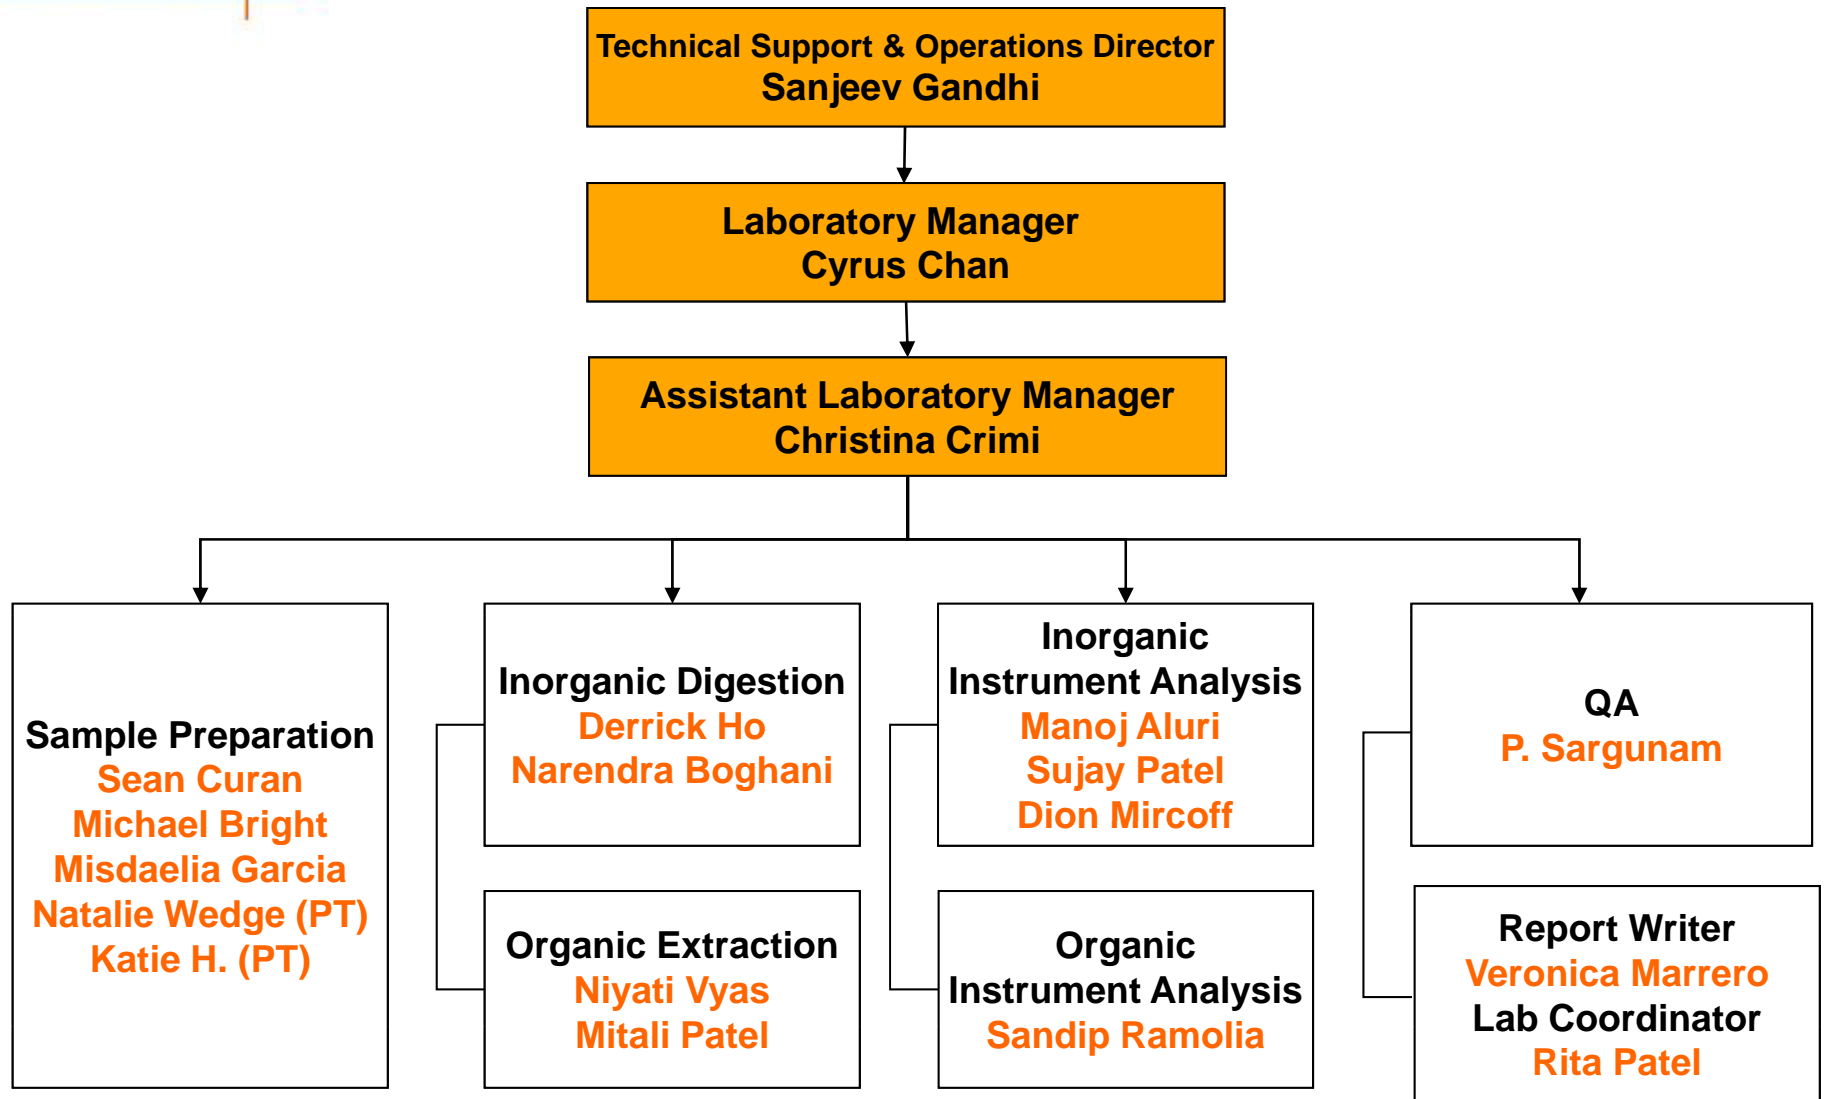 Technical Support & Operations Director
Sanjeev Gandhi
Laboratory Manager
Cyrus Chan
Assistant Laboratory Manager
Christina Crimi
Sample Preparation
Sean Curan
Michael Bright
Misdaelia Garcia
Natalie Wedge (PT)
Katie H. (PT)
Inorganic Digestion
Derrick Ho
Narendra Boghani
Organic Extraction
Niyati Vyas
Mitali Patel
Inorganic
Instrument Analysis
Manoj Aluri
Sujay Patel
Dion Mircoff
Organic
Instrument Analysis
Sandip Ramolia
QA
P. Sargunam
Report Writer
Veronica Marrero
Lab Coordinator
Rita Patel